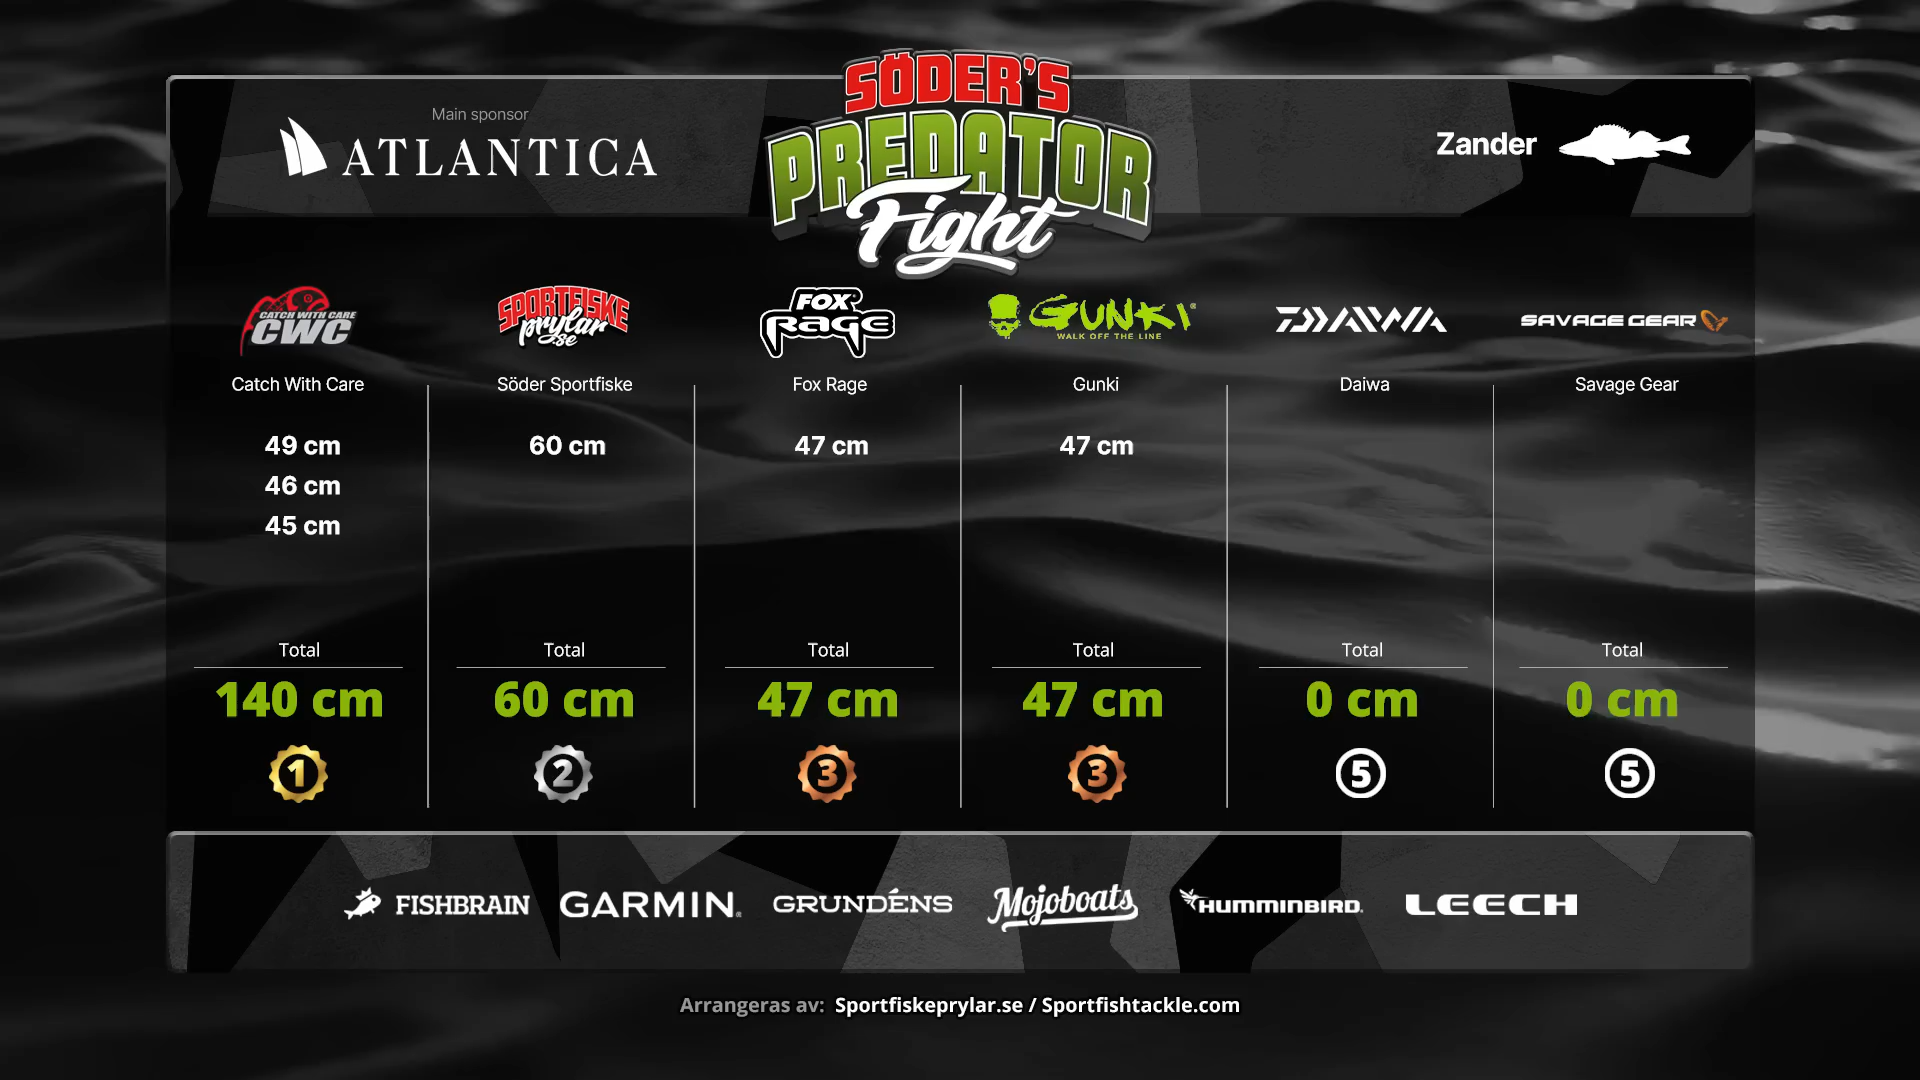 SÖDER'S
PREDATOR
Fight
Main sponsor
ATLANTICA
Zander
CATCH WITH CARE
CWC
SPORTFISKE
prylar
.se
FOX
RAGE
GUNKI®
WALK OFF THE LINE
DAIWA
SAVAGE GEAR
Catch With Care
Söder Sportfiske
Fox Rage
Gunki
Daiwa
Savage Gear
49 cm
60 cm
47 cm
47 cm
46 cm
45 cm
Total
Total
Total
Total
Total
Total
140 cm
60 cm
47 cm
47 cm
0 cm
0 cm
1
2
3
3
5
5
FISHBRAIN
GARMIN®
GRUNDÉNS
Mojoboats
HUMMINBIRD®
LEECH
Arrangeras av: Sportfiskeprylar.se / Sportfishtackle.com